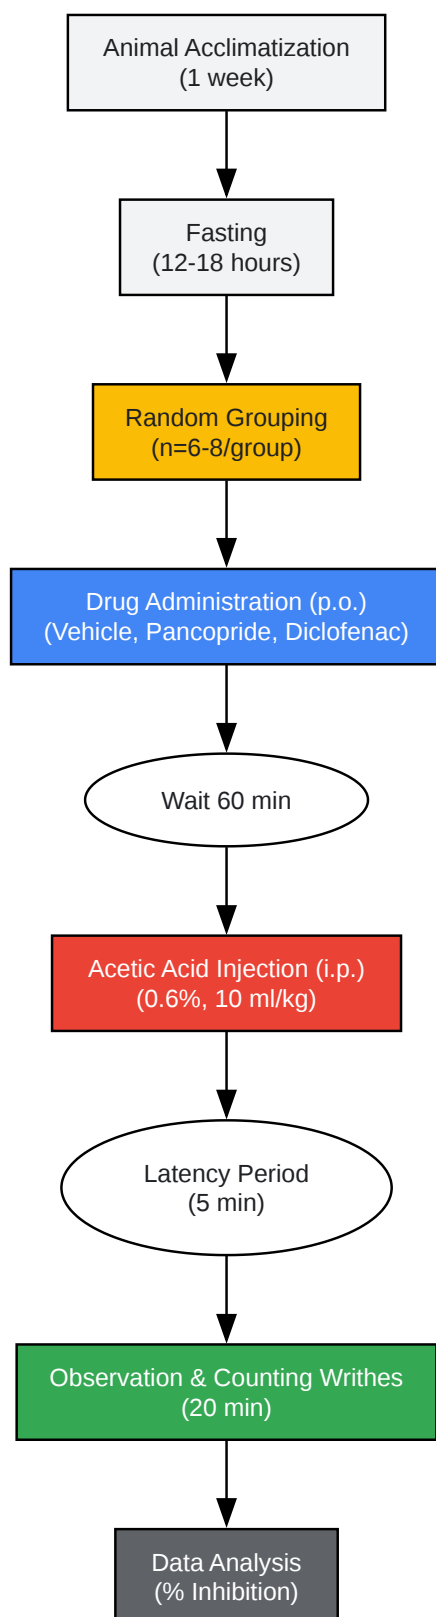 Animal Acclimatization
(1 week)
Fasting
(12-18 hours)
Random Grouping
(n=6-8/group)
Drug Administration (p.o.)
(Vehicle, Pancopride, Diclofenac)
Wait 60 min
Acetic Acid Injection (i.p.)
(0.6%, 10 ml/kg)
Latency Period
(5 min)
Observation & Counting Writhes
(20 min)
Data Analysis
(% Inhibition)